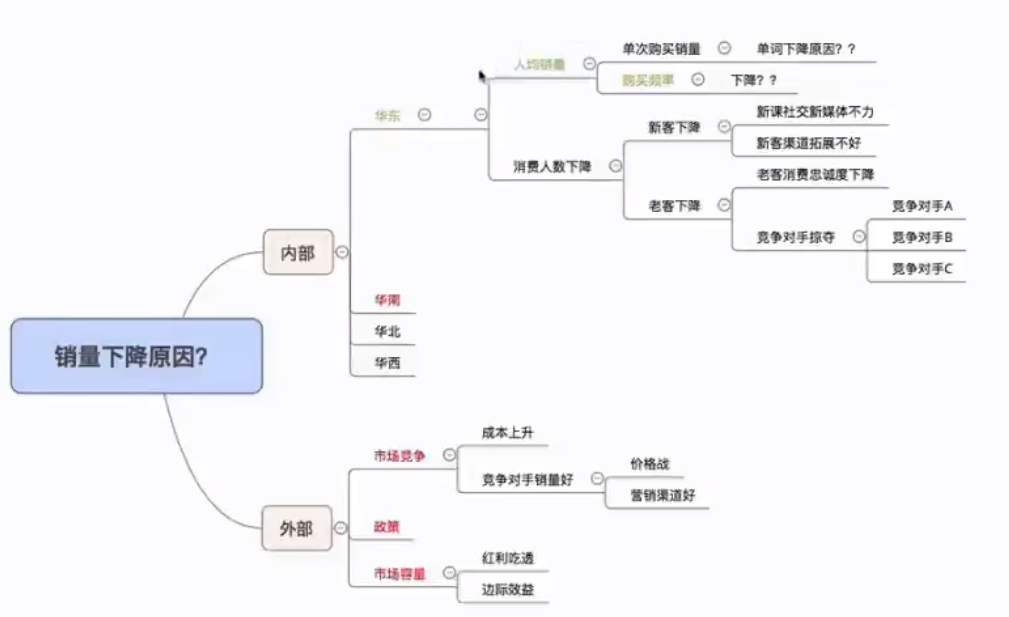 销量下降原因?
内部
华东
人均销量
单次购买销量
单词下降原因? ?
购买频率
下降? ?
消费人数下降
新客下降
新课社交新媒体不力
新客渠道拓展不好
老客下降
老客消费忠诚度下降
竞争对手掠夺
竞争对手A
竞争对手B
竞争对手C
华南
华北
华西
外部
市场竞争
成本上升
竞争对手销量好
价格战
营销渠道好
政策
市场容量
红利吃透
边际效益